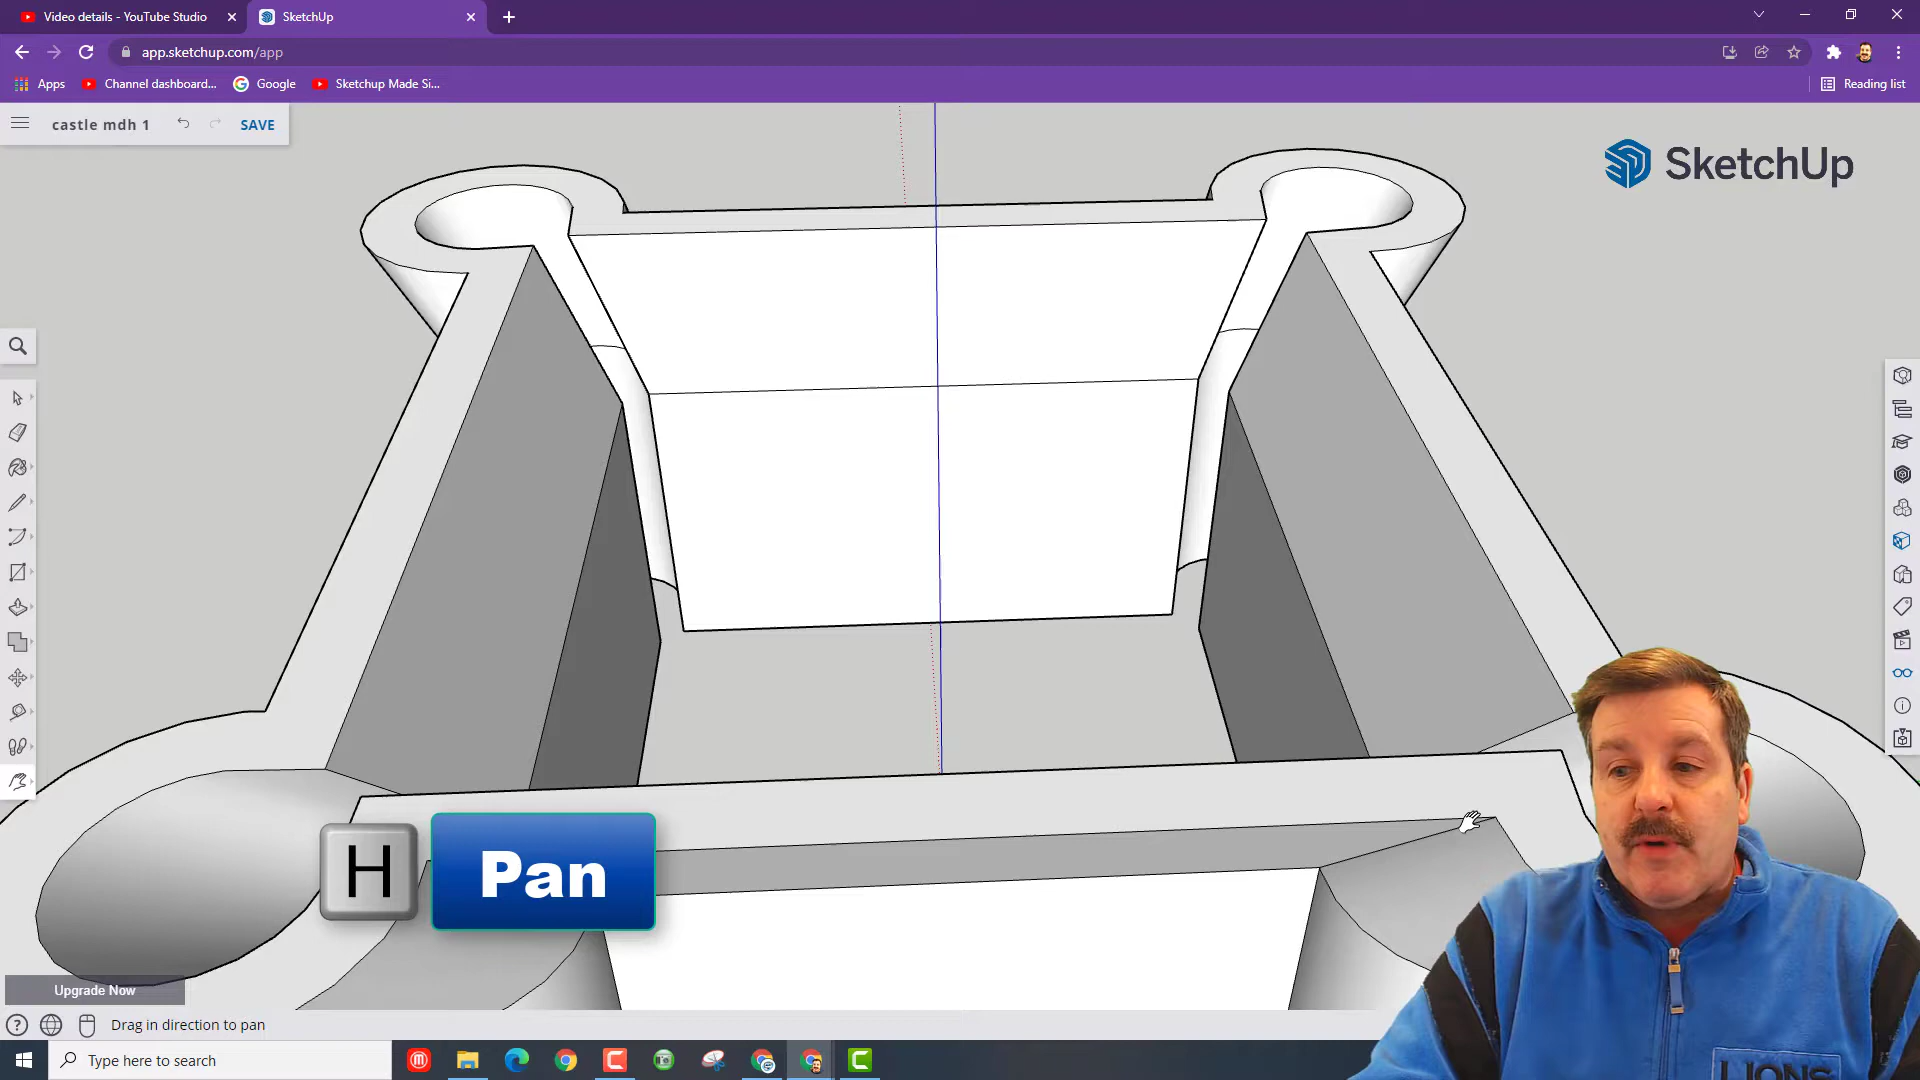 Video details - YouTube Studio
SketchUp
app.sketchup.com/app
Apps
Channel dashboard...
Google
Sketchup Made Si...
Reading list
castle mdh 1
SAVE
SketchUp
H
Pan
Upgrade Now
Drag in direction to pan
Type here to search
LIONS